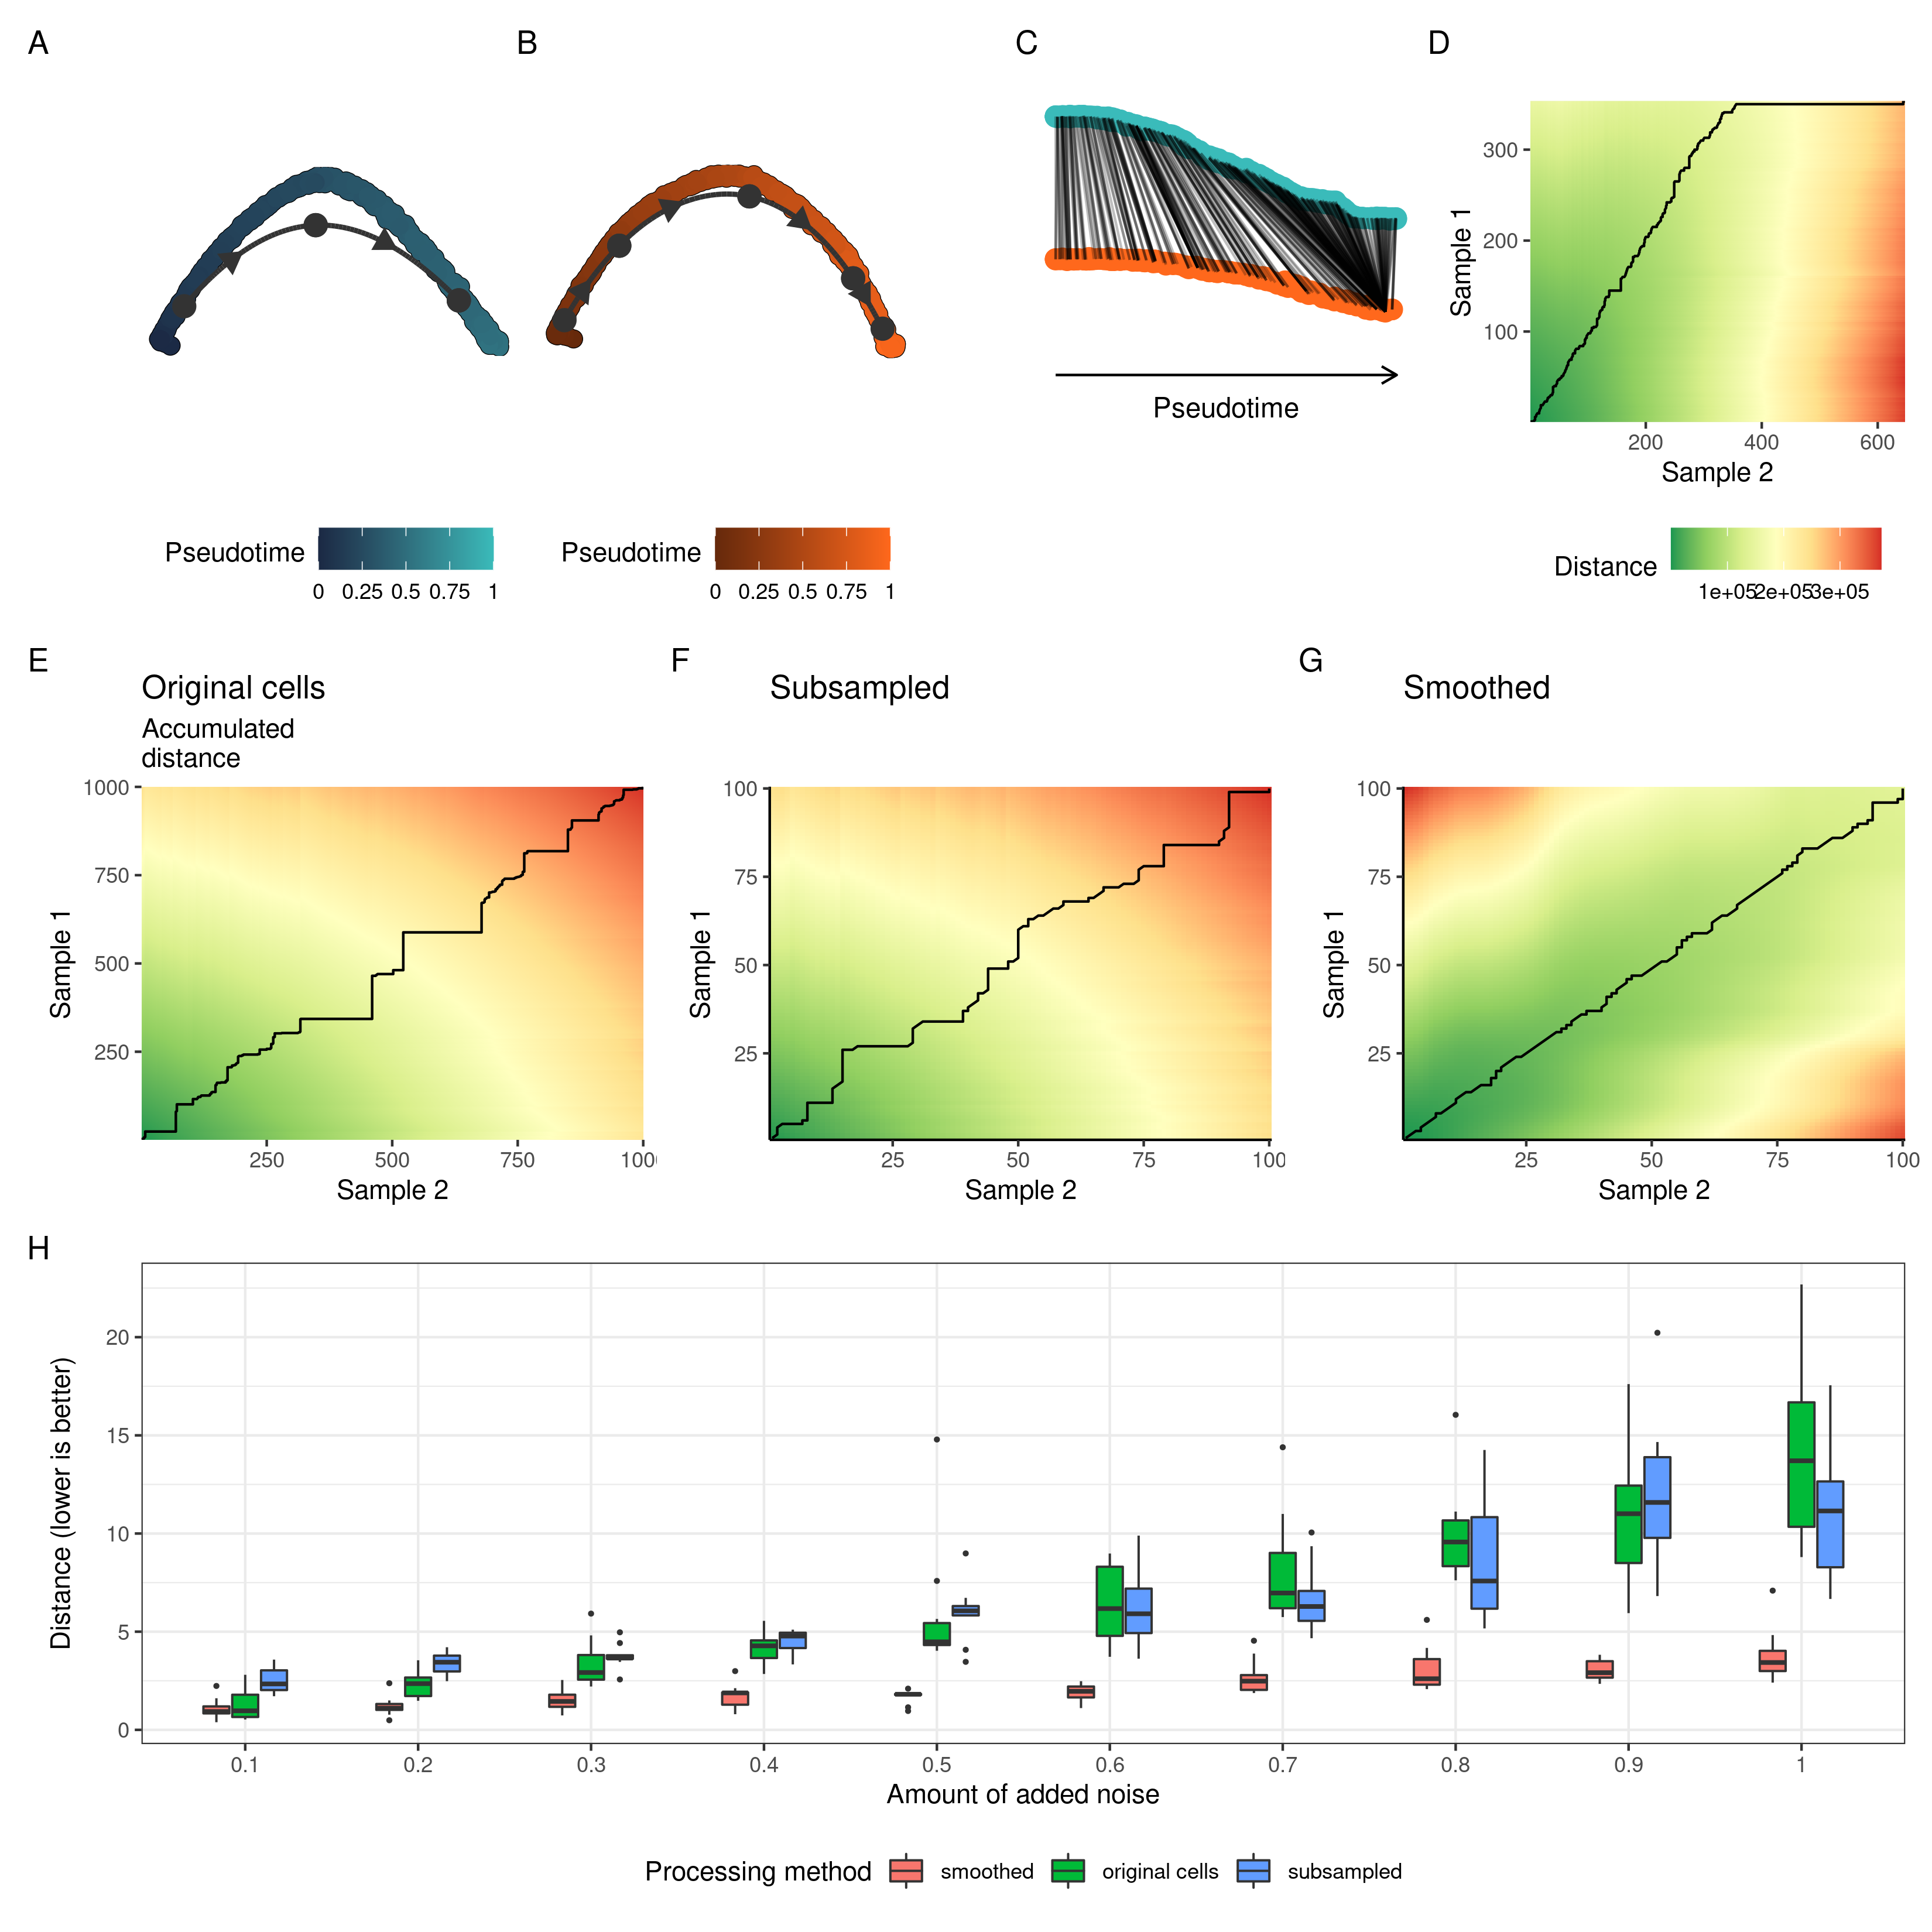 A
B
C
D
Pseudotime
Sample 1
300
200
100
200 400 600
Sample 2
Pseudotime
0 0.25 0.5 0.75 1
Pseudotime
0 0.25 0.5 0.75 1
Distance
1e+05 2e+05 3e+05
E
Original cells
Accumulated
distance
Sample 1
1000
750
500
250
250 500 750 100
Sample 2
F
Subsampled
Sample 1
100
75
50
25
25 50 75 100
Sample 2
G
Smoothed
Sample 1
100
75
50
25
25 50 75 100
Sample 2
H
Distance (lower is better)
20
15
10
5
0
0.1 0.2 0.3 0.4 0.5 0.6 0.7 0.8 0.9 1
Amount of added noise
Processing method smoothed original cells subsampled